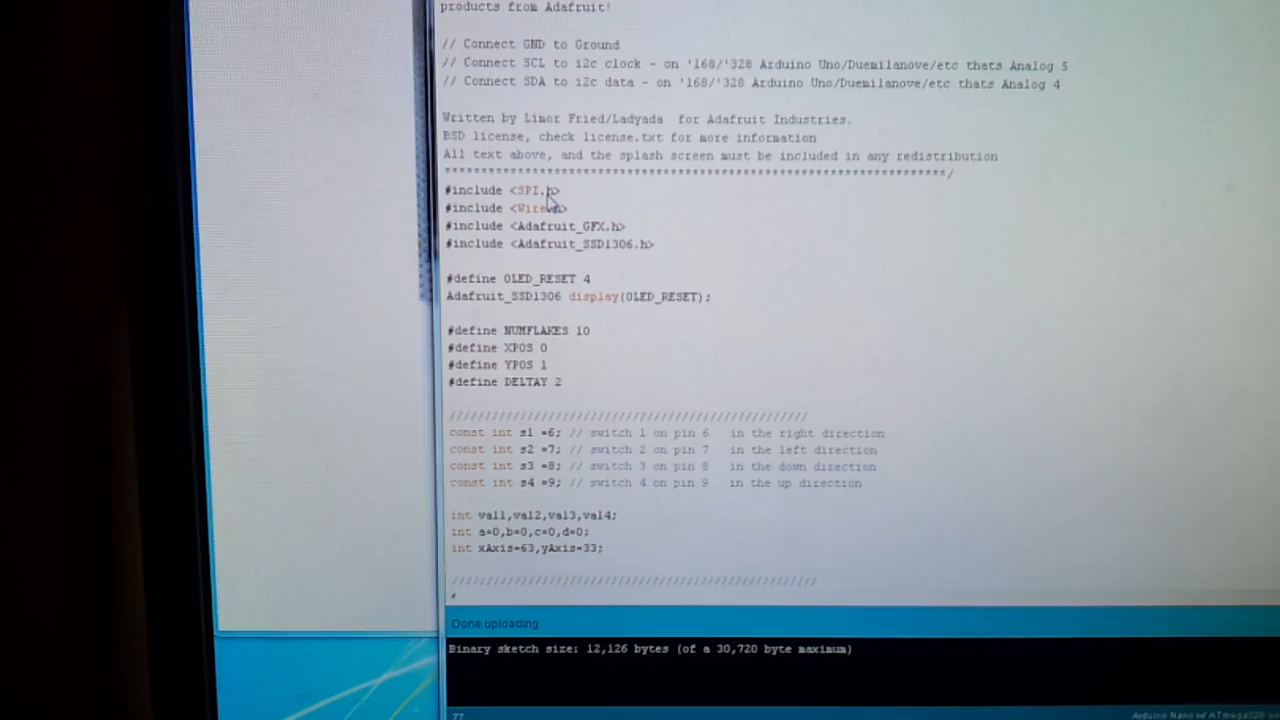 products from Adafruit!
// Connect GND to Ground
// Connect SCL to i2c clock - on '168/'328 Arduino Uno/Duemilanove/etc thats Analog 5
// Connect SDA to i2c data - on '168/'328 Arduino Uno/Duemilanove/etc thats Analog 4
Written by Limor Fried/Ladyada  for Adafruit Industries.
BSD license, check license.txt for more information
All text above, and the splash screen must be included in any redistribution
*********************************************************************/
#include <SPI.h>
#include <Wire.h>
#include <Adafruit_GFX.h>
#include <Adafruit_SSD1306.h>
#define OLED_RESET 4
Adafruit_SSD1306 display(OLED_RESET);
#define NUMFLAKES 10
#define XPOS 0
#define YPOS 1
#define DELTAY 2
//////////////////////////////////////////////////
const int s1 =6; // switch 1 on pin 6   in the right direction
const int s2 =7; // switch 2 on pin 7   in the left direction
const int s3 =8; // switch 3 on pin 8   in the down direction
const int s4 =9; // switch 4 on pin 9   in the up direction
int val1,val2,val3,val4;
int a=0,b=0,c=0,d=0;
int xAxis=63,yAxis=33;
///////////////////////////////////////////////////
Done uploading.
Binary sketch size: 12,126 bytes (of a 30,720 byte maximum)
77
Arduino Nano w/ ATmega328